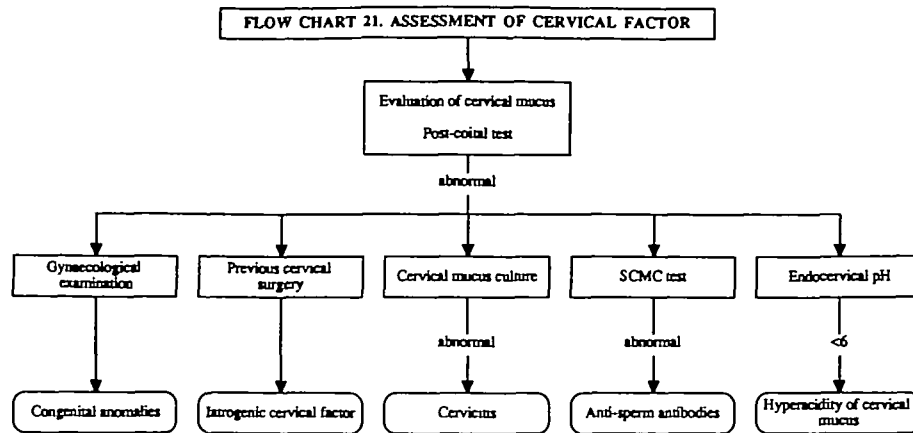 FLOW CHART 21. ASSESSMENT OF CERVICAL FACTOR
Evaluation of cervical mucus
Post-coital test
abnormal
Gynaecological
examination
Previous cervical
surgery
Cervical mucus culture
SCMC test
Endocervical pH
abnormal
abnormal
<6
Congenital anomalies
Iatrogenic cervical factor
Cervicitis
Anti-sperm antibodies
Hyperacidity of cervical
mucus